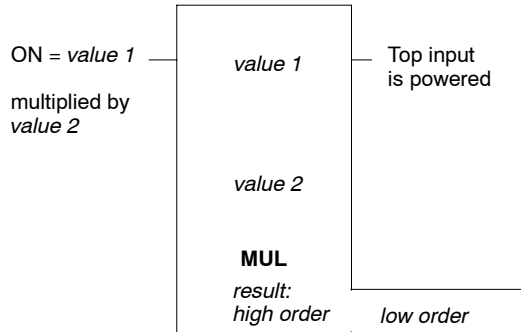 ON = value 1
multiplied by
value 2
value 1
value 2
MUL
result:
high order
low order
Top input
is powered